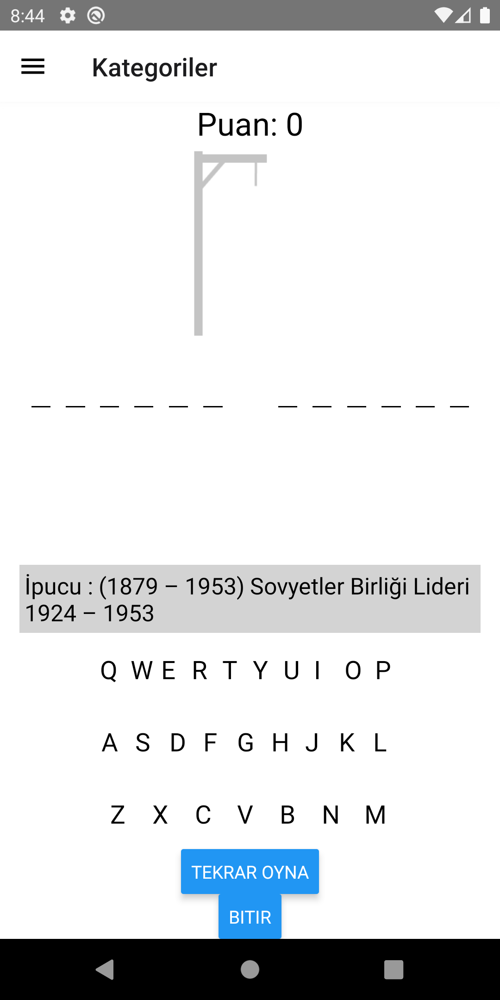 8:44
Kategoriler
Puan: 0
_ _ _ _ _ _   _ _ _ _ _ _
İpucu : (1879 – 1953) Sovyetler Birliği Lideri
1924 – 1953
Q W E R T Y U I O P
A S D F G H J K L
Z X C V B N M
TEKRAR OYNA
BITIR